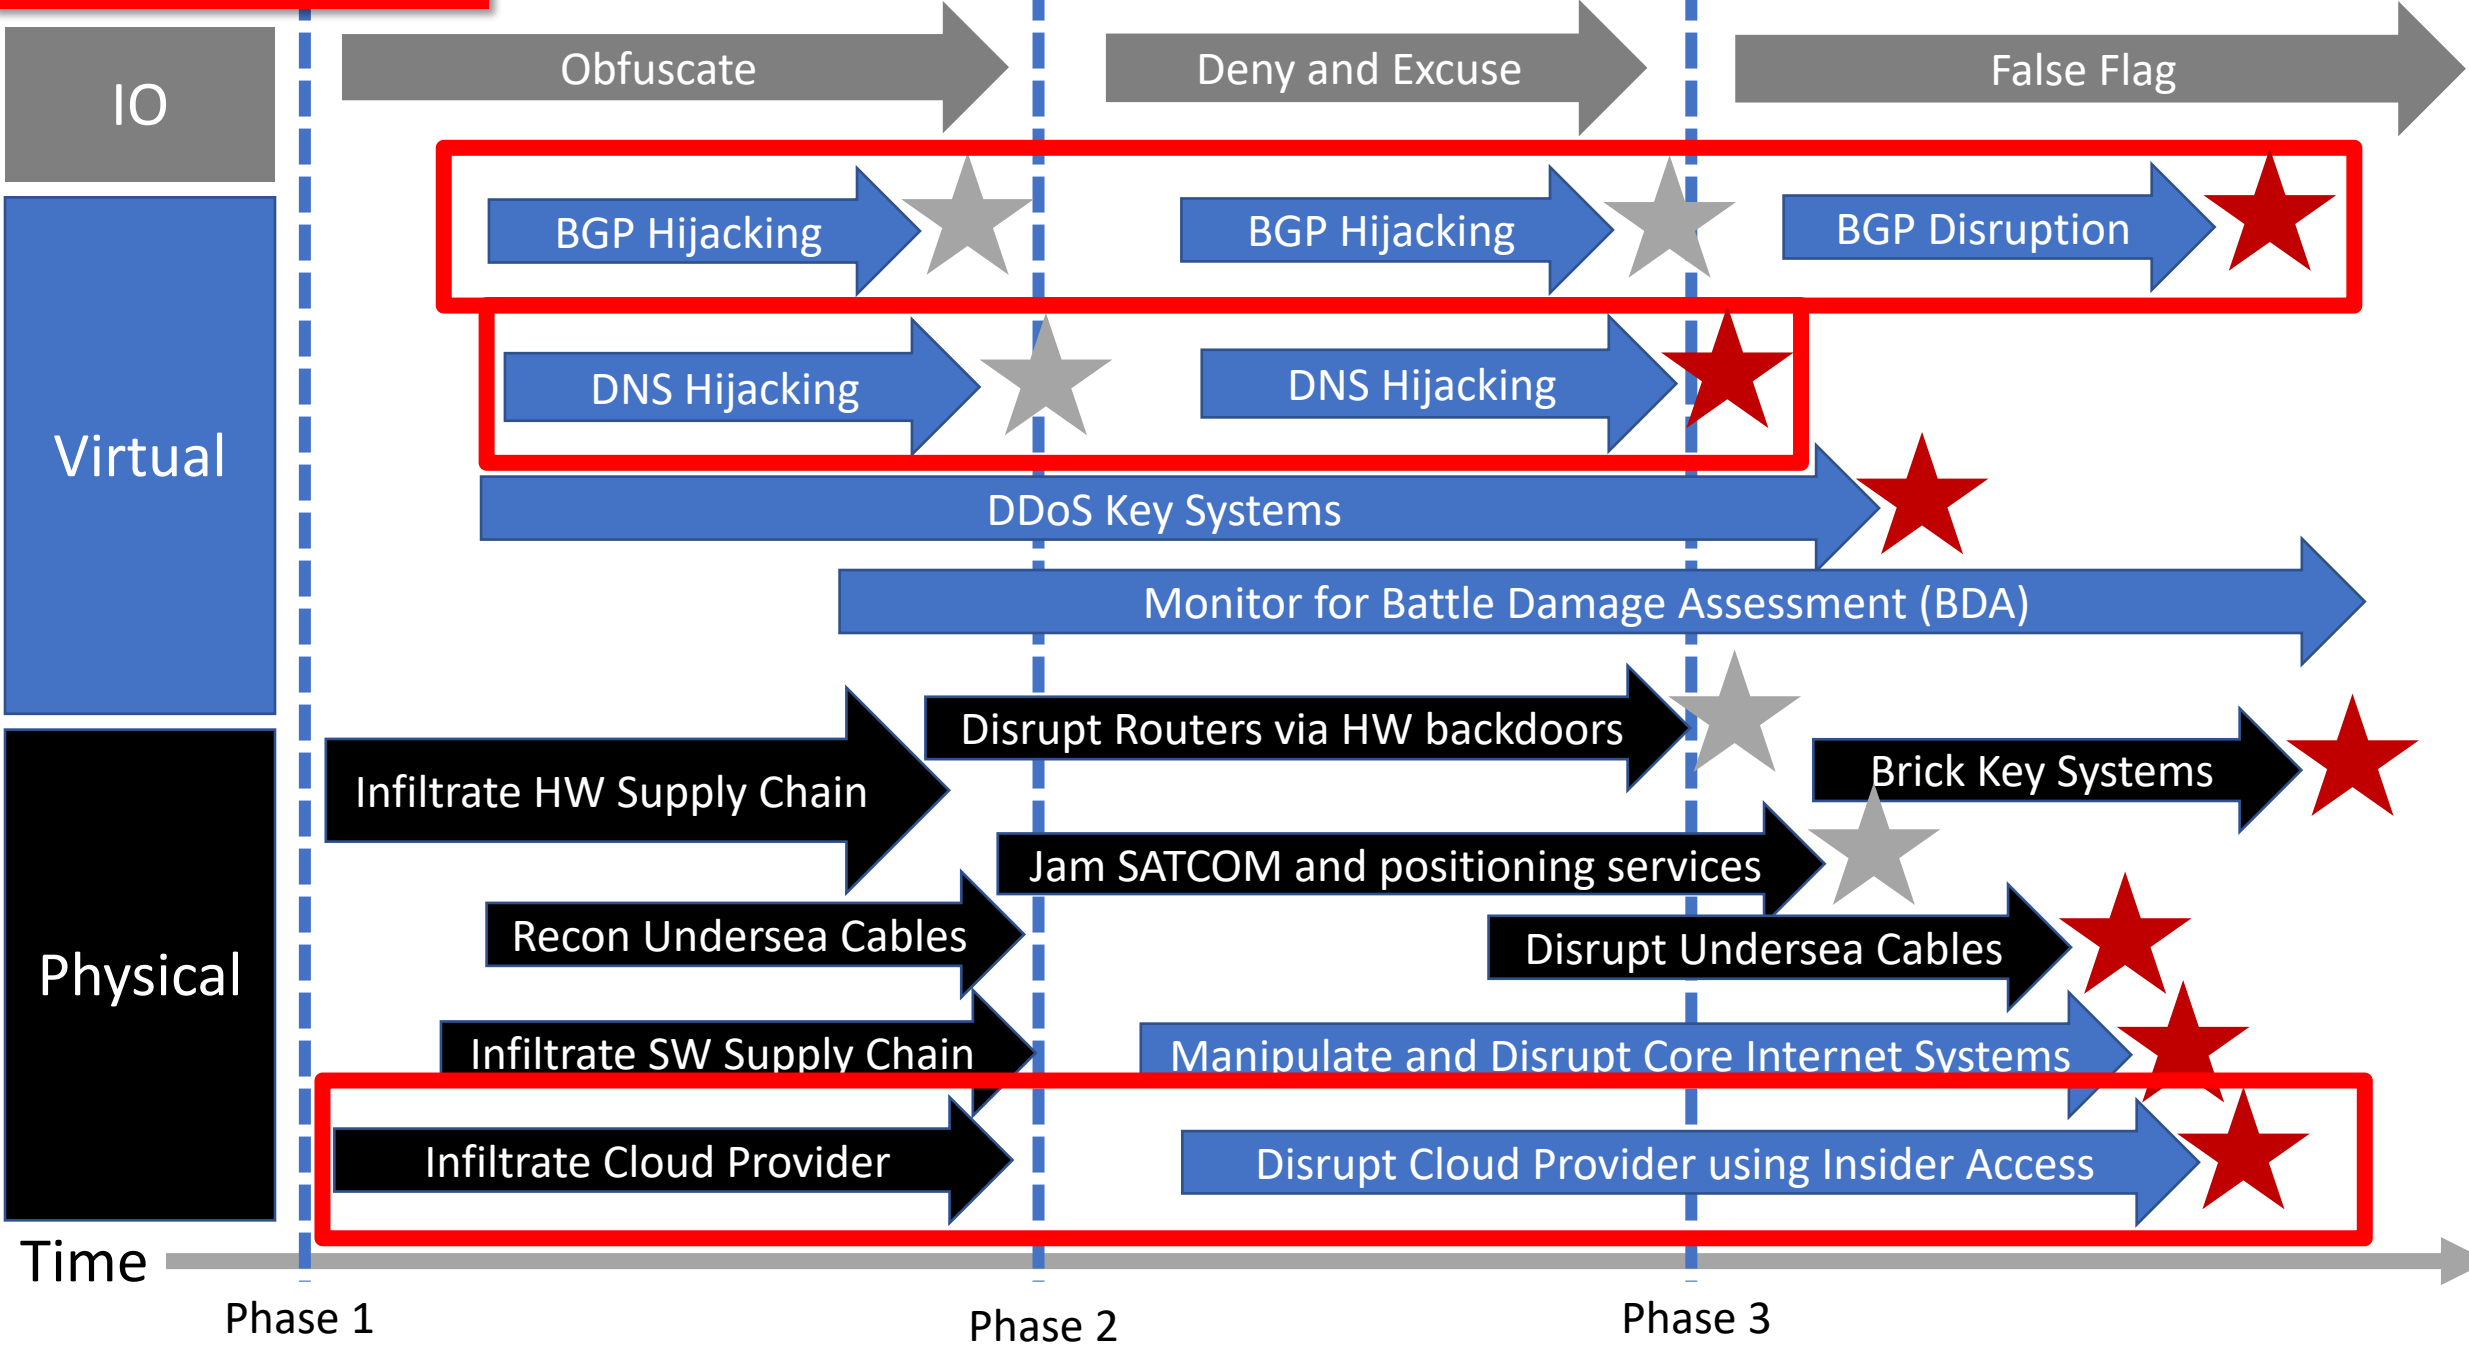 IO
Obfuscate
Deny and Excuse
False Flag
Virtual
BGP Hijacking
BGP Hijacking
BGP Disruption
DNS Hijacking
DNS Hijacking
DDoS Key Systems
Monitor for Battle Damage Assessment (BDA)
Physical
Infiltrate HW Supply Chain
Disrupt Routers via HW backdoors
Brick Key Systems
Jam SATCOM and positioning services
Recon Undersea Cables
Disrupt Undersea Cables
Infiltrate SW Supply Chain
Manipulate and Disrupt Core Internet Systems
Infiltrate Cloud Provider
Disrupt Cloud Provider using Insider Access
Time
Phase 1
Phase 2
Phase 3